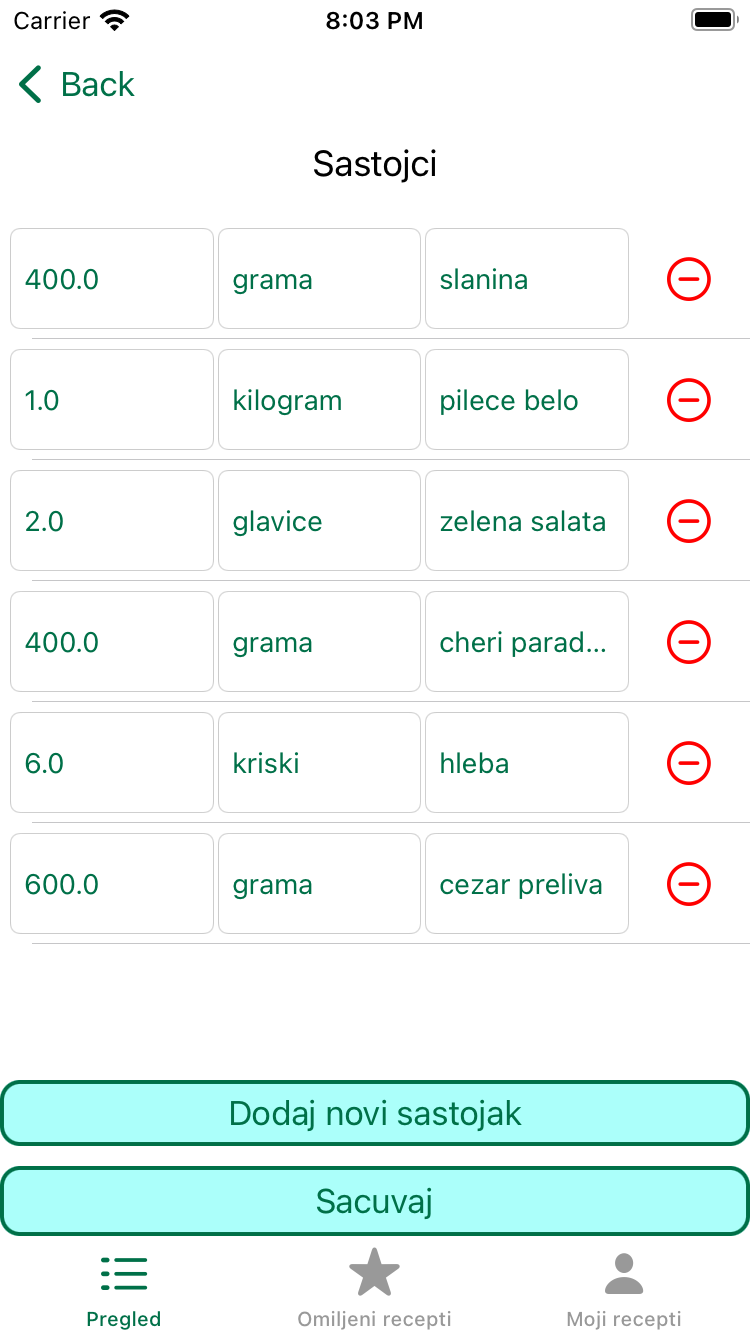 Carrier 8:03 PM
Back
Sastojci
400.0 grama slanina
1.0 kilogram pilece belo
2.0 glavice zelena salata
400.0 grama cheri parad...
6.0 kriski hleba
600.0 grama cezar preliva
Dodaj novi sastojak
Sacuvaj
Pregled Omiljeni recepti Moji recepti